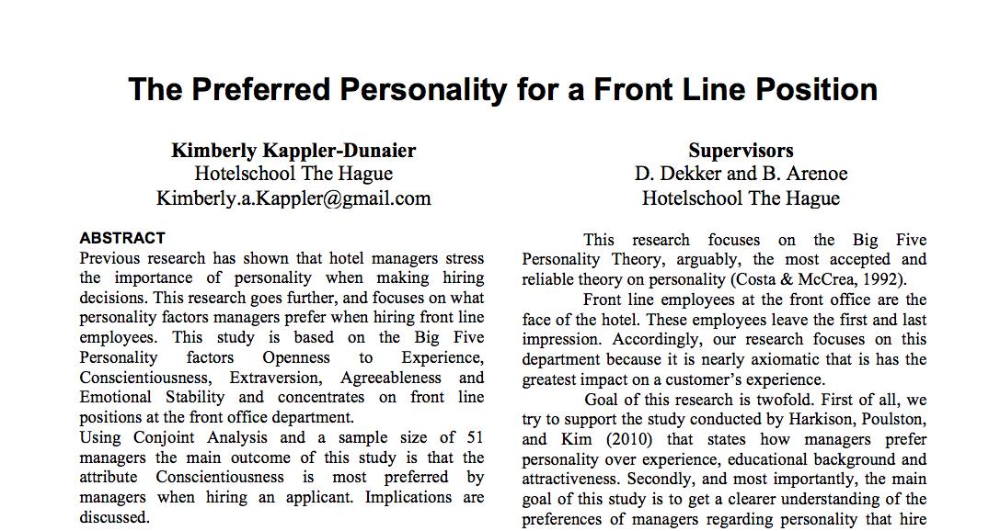 The Preferred Personality for a Front Line Position
Kimberly Kappler-Dunaier
Hotelschool The Hague
Kimberly.a.Kappler@gmail.com
Supervisors
D. Dekker and B. Arenoe
Hotelschool The Hague
ABSTRACT
Previous research has shown that hotel managers stress
the importance of personality when making hiring
decisions. This research goes further, and focuses on what
personality factors managers prefer when hiring front line
employees. This study is based on the Big Five
Personality factors Openness to Experience,
Conscientiousness, Extraversion, Agreeableness and
Emotional Stability and concentrates on front line
positions at the front office department.
Using Conjoint Analysis and a sample size of 51
managers the main outcome of this study is that the
attribute Conscientiousness is most preferred by
managers when hiring an applicant. Implications are
discussed.
This research focuses on the Big Five
Personality Theory, arguably, the most accepted and
reliable theory on personality (Costa & McCrea, 1992).
Front line employees at the front office are the
face of the hotel. These employees leave the first and last
impression. Accordingly, our research focuses on this
department because it is nearly axiomatic that is has the
greatest impact on a customer's experience.
Goal of this research is twofold. First of all, we
try to support the study conducted by Harkison, Poulston,
and Kim (2010) that states how managers prefer
personality over experience, educational background and
attractiveness. Secondly, and most importantly, the main
goal of this study is to get a clearer understanding of the
preferences of managers regarding personality that hire